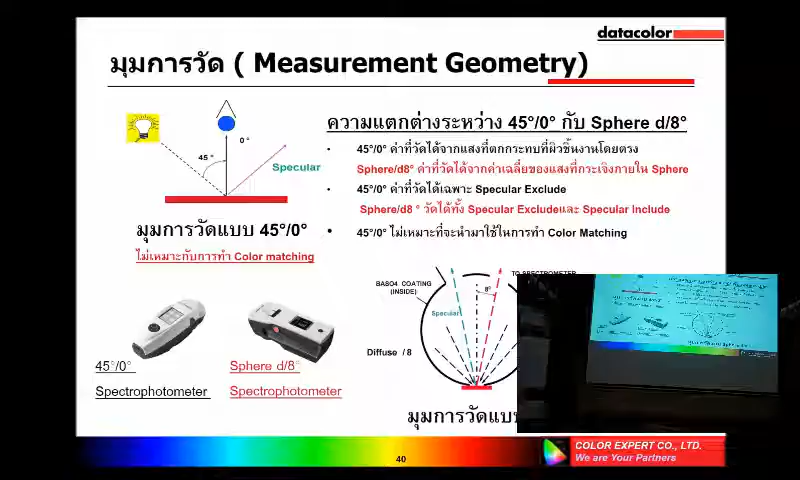 datacolor
มุมการวัด ( Measurement Geometry)
ความแตกต่างระหว่าง 45°/0° กับ Sphere d/8°
0 °
45 °
Specular
• 45°/0° ค่าที่วัดได้จากแสงที่ตกกระทบที่ผิวชิ้นงานโดยตรง
Sphere/d8° ค่าที่วัดได้จากค่าเฉลี่ยของแสงที่กระเจิงภายใน Sphere
• 45°/0° ค่าที่วัดได้เฉพาะ Specular Exclude
Sphere/d8 ° วัดได้ทั้ง Specular Excludeและ Specular Include
• 45°/0° ไม่เหมาะที่จะนำมาใช้ในการทำ Color Matching
มุมการวัดแบบ 45°/0°
ไม่เหมาะกับการทำ Color matching
BASO4 COATING
(INSIDE)
TO SPECTROMETER
8°
Specular
Diffuse / 8
45°/0°
Spectrophotometer
Sphere d/8°
Spectrophotometer
มุมการวัดแบบ
40
COLOR EXPERT CO., LTD.
We are Your Partners